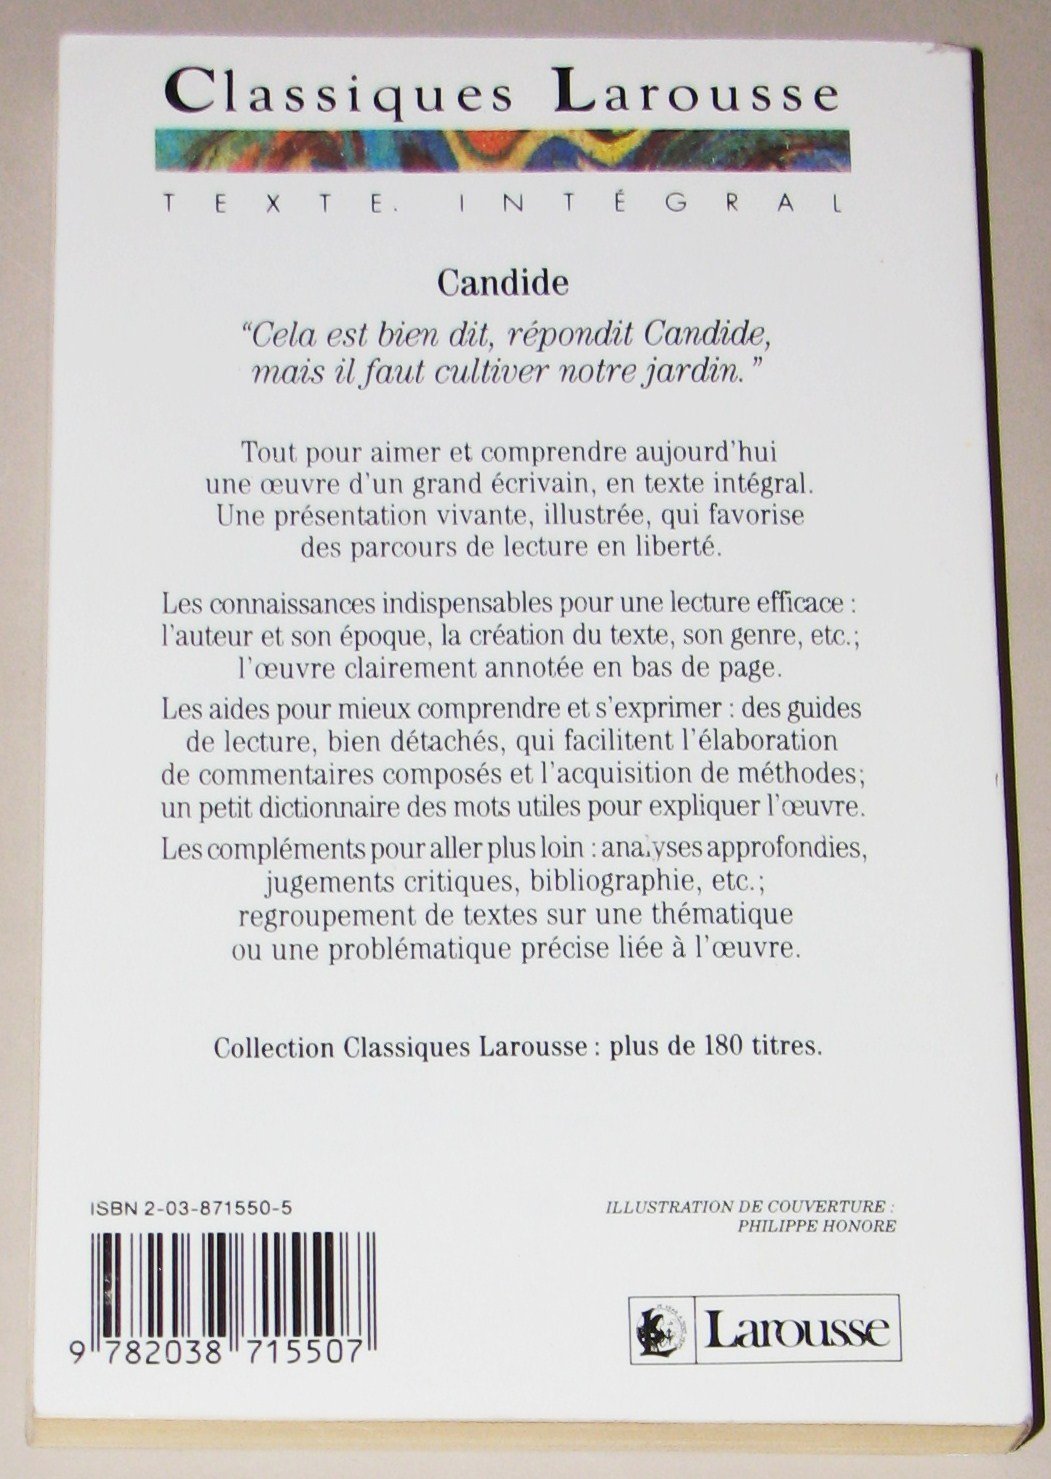 Classiques Larousse
TEXTE. INTÉGRAL
Candide
“Cela est bien dit, répondit Candide,
mais il faut cultiver notre jardin.”
Tout pour aimer et comprendre aujourd'hui
une œuvre d'un grand écrivain, en texte intégral.
Une présentation vivante, illustrée, qui favorise
des parcours de lecture en liberté.
Les connaissances indispensables pour une lecture efficace :
l'auteur et son époque, la création du texte, son genre, etc.;
l'œuvre clairement annotée en bas de page.
Les aides pour mieux comprendre et s'exprimer : des guides
de lecture, bien détachés, qui facilitent l'élaboration
de commentaires composés et l'acquisition de méthodes;
un petit dictionnaire des mots utiles pour expliquer l'œuvre.
Les compléments pour aller plus loin : analyses approfondies,
jugements critiques, bibliographie, etc.;
regroupement de textes sur une thématique
ou une problématique précise liée à l'œuvre.
Collection Classiques Larousse : plus de 180 titres.
ISBN 2-03-871550-5
9 782038 715507
ILLUSTRATION DE COUVERTURE :
PHILIPPE HONORE
Larousse